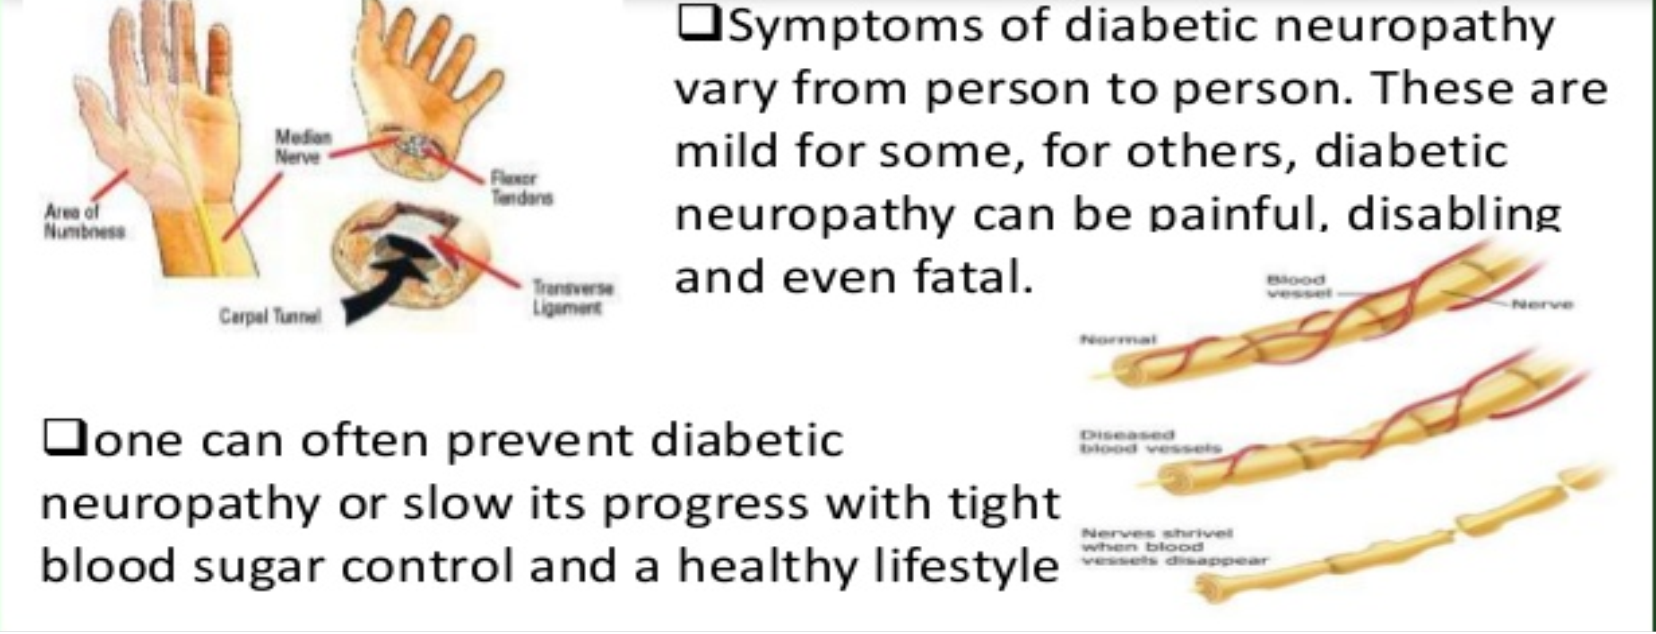 ❑Symptoms of diabetic neuropathy
vary from person to person. These are
mild for some, for others, diabetic
neuropathy can be painful, disabling
and even fatal.
Median
Nerve
Flexor
Tendons
Area of
Numbness
Transverse
Ligament
Carpal Tunnel
Blood
vessel
Nerve
Normal
Diseased
blood vessels
Nerves shrivel
when blood
vessels disappear
❑one can often prevent diabetic
neuropathy or slow its progress with tight
blood sugar control and a healthy lifestyle